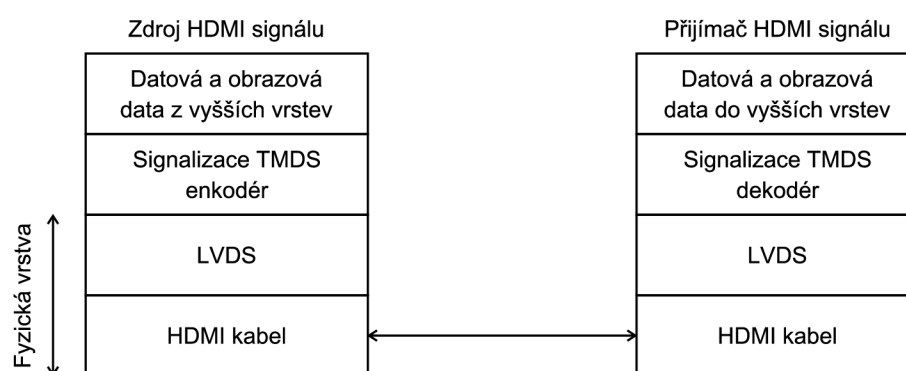 Zdroj HDMI signálu
Přijímač HDMI signálu
Datová a obrazová
data z vyšších vrstev
Datová a obrazová
data do vyšších vrstev
Signalizace TMDS
enkodér
Signalizace TMDS
dekodér
Fyzická vrstva
LVDS
LVDS
HDMI kabel
HDMI kabel